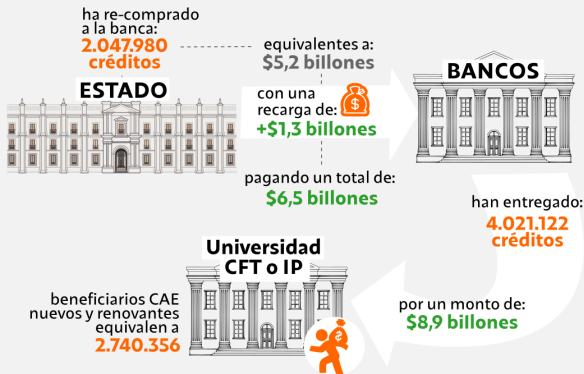 ha re-comprado
a la banca:
2.047.980
créditos
ESTADO
equivalentes a:
$5,2 billones
con una
recarga de:
$
+$1,3 billones
pagando un total de:
$6,5 billones
BANCOS
han entregado:
4.021.122
créditos
por un monto de:
$8,9 billones
Universidad
CFT o IP
$
beneficiarios CAE
nuevos y renovantes
equivalen a
2.740.356